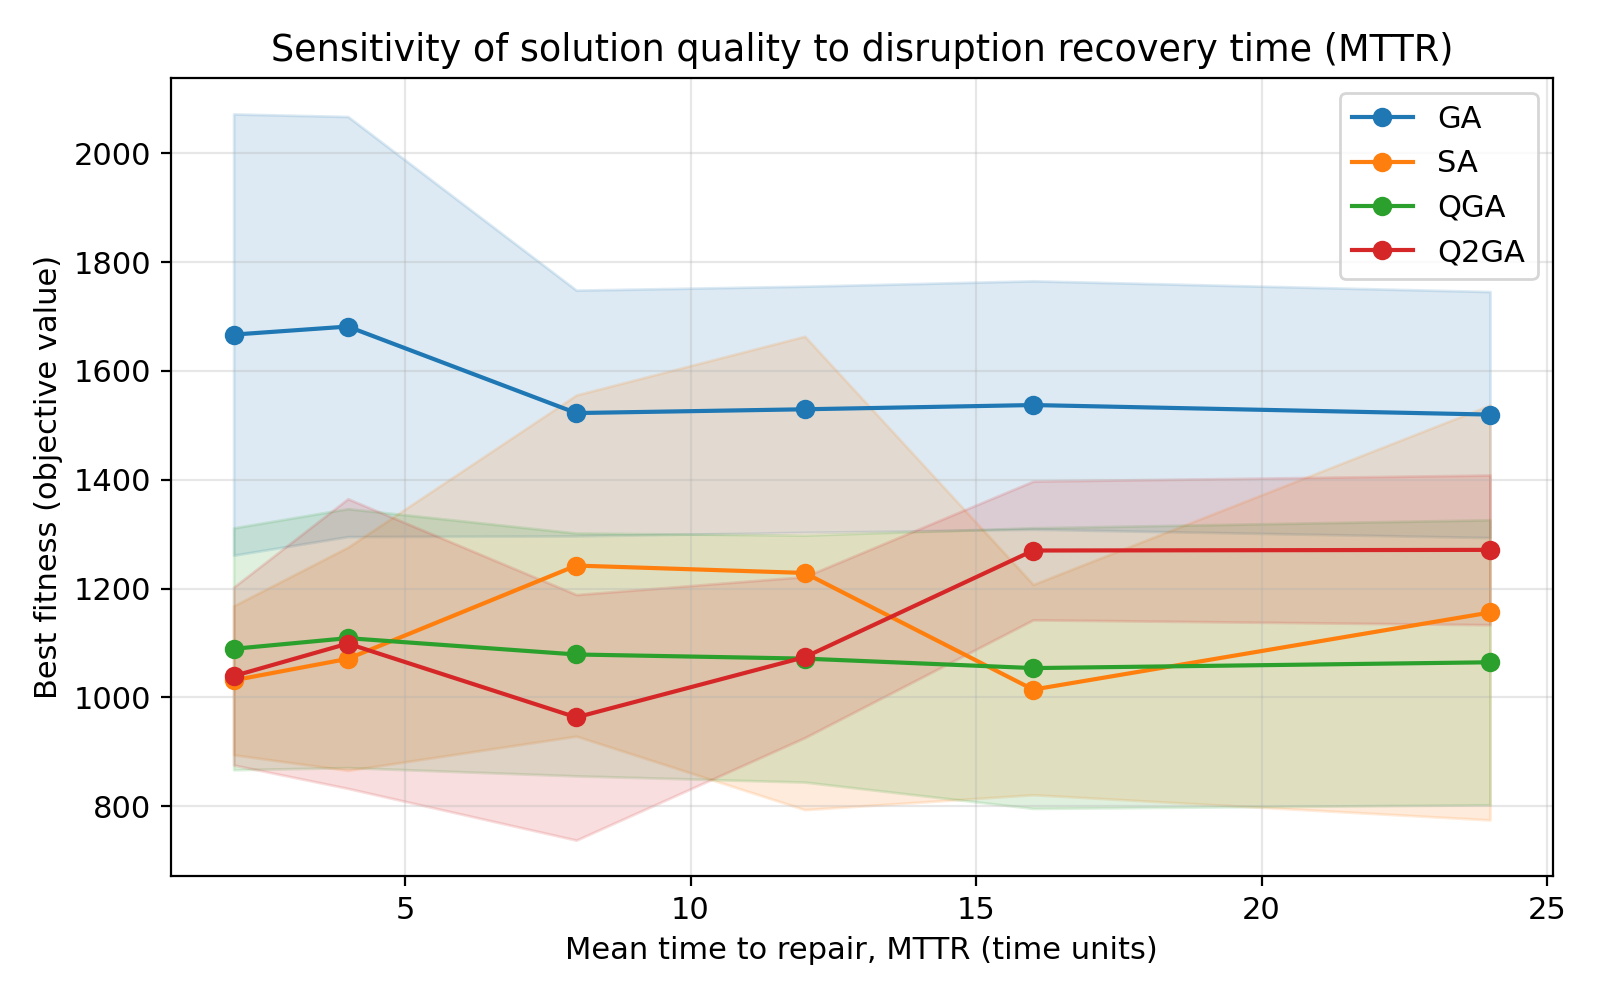 Sensitivity of solution quality to disruption recovery time (MTTR)
GA
SA
QGA
Q2GA
Best fitness (objective value)
2000
1800
1600
1400
1200
1000
800
5
10
15
20
25
Mean time to repair, MTTR (time units)